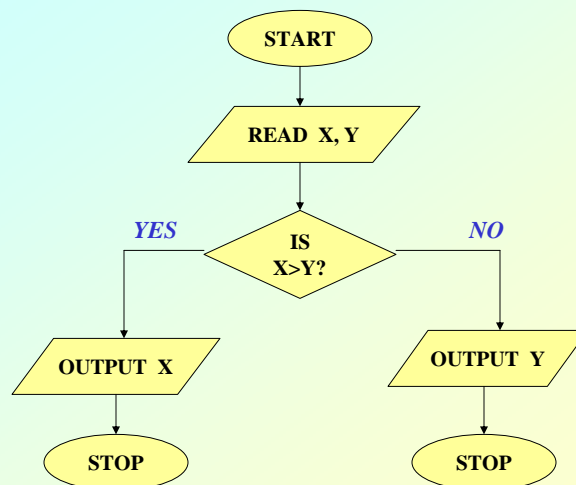 START
READ X, Y
YES
NO
IS
X>Y?
OUTPUT X
OUTPUT Y
STOP
STOP